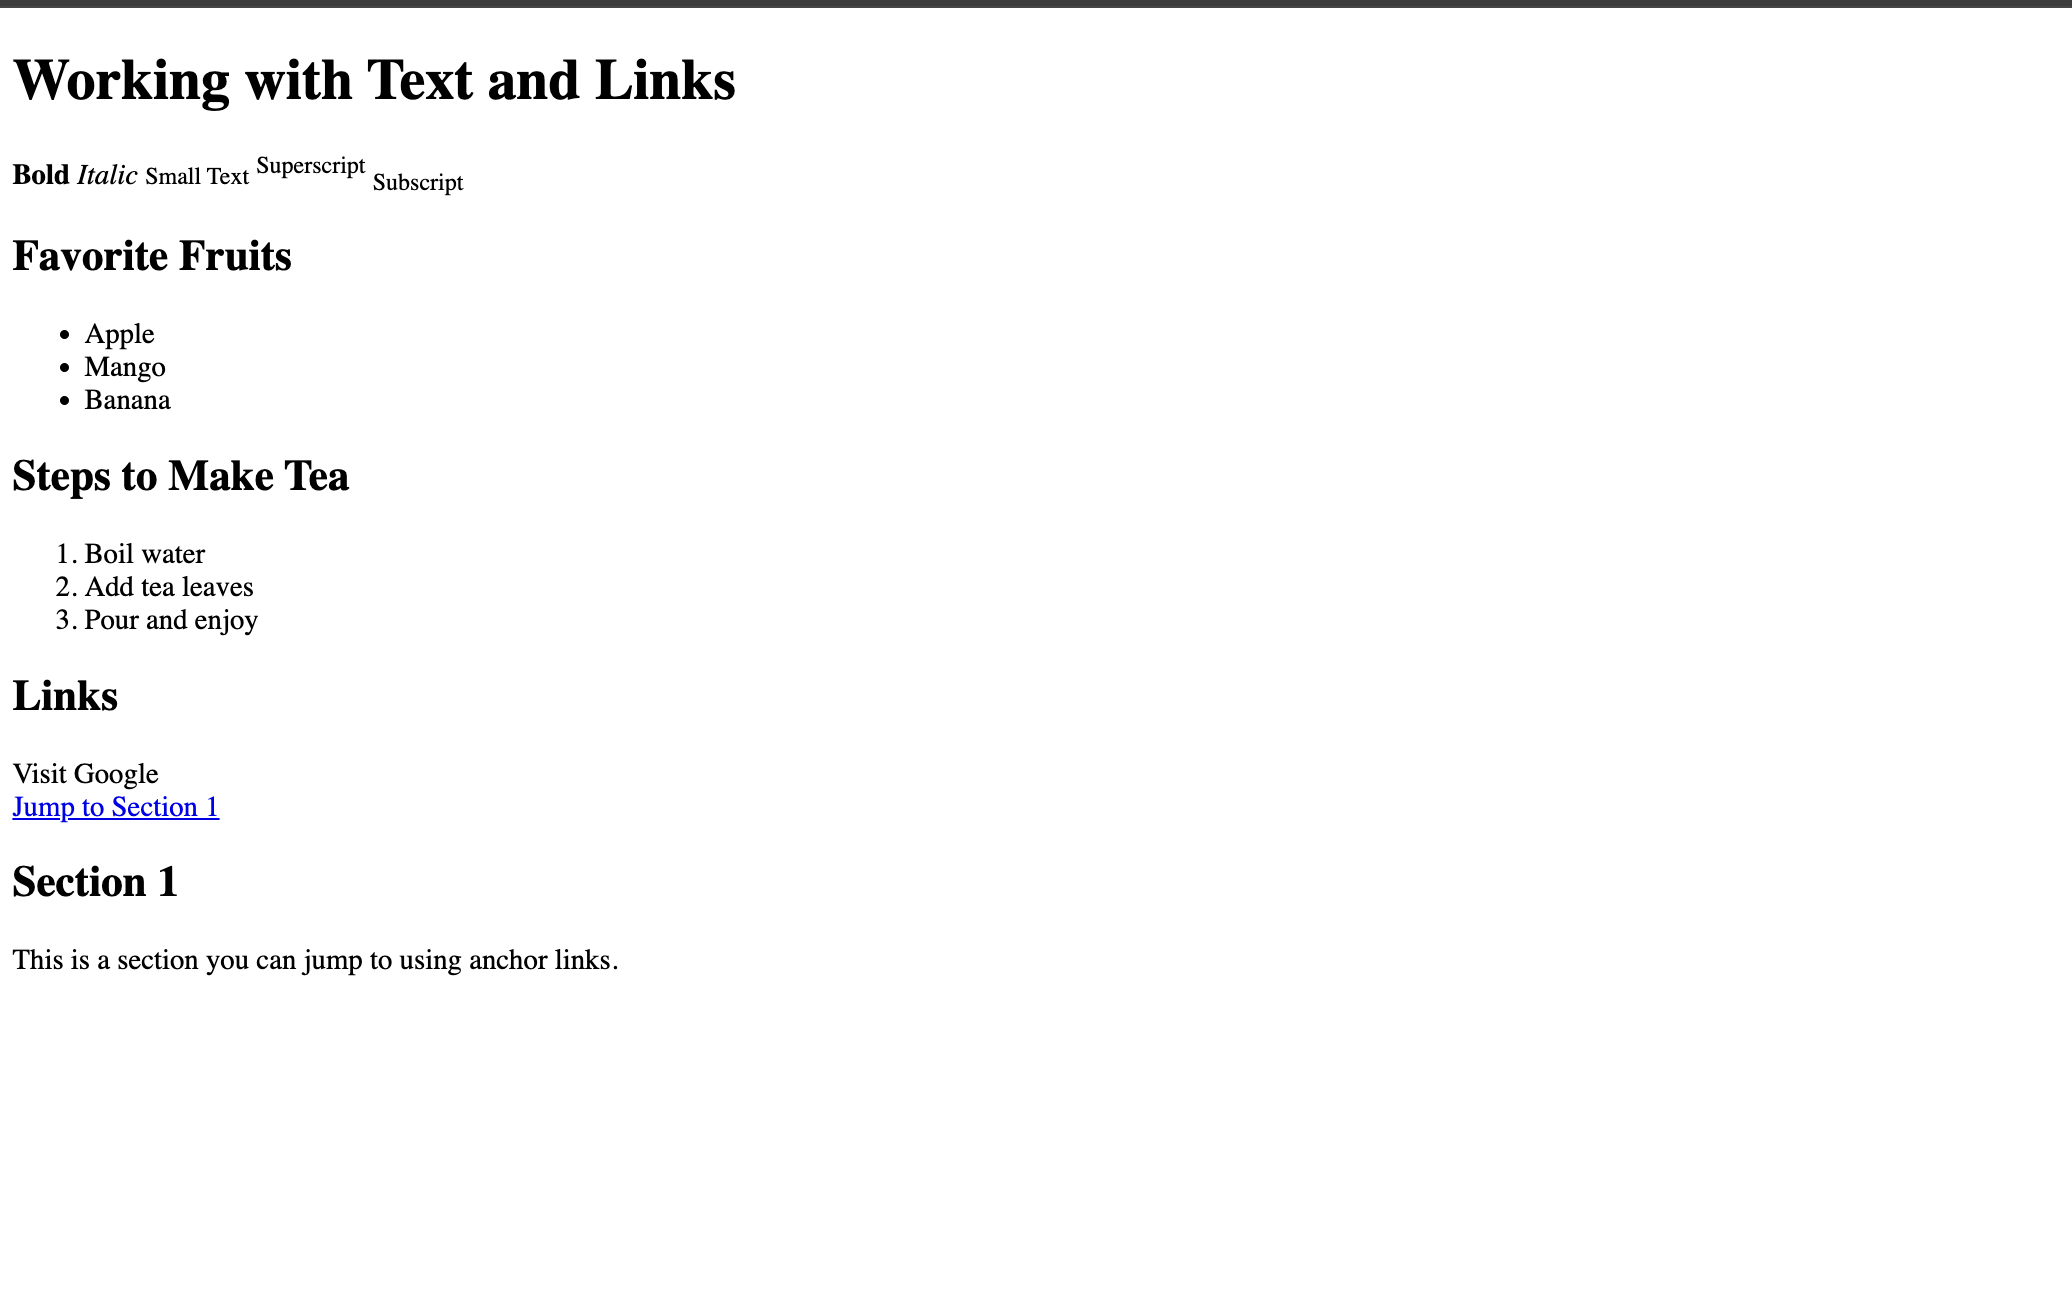 Working with Text and Links
Bold Italic Small Text Superscript Subscript
Favorite Fruits
• Apple
• Mango
• Banana
Steps to Make Tea
1. Boil water
2. Add tea leaves
3. Pour and enjoy
Links
Visit Google
Jump to Section 1
Section 1
This is a section you can jump to using anchor links.